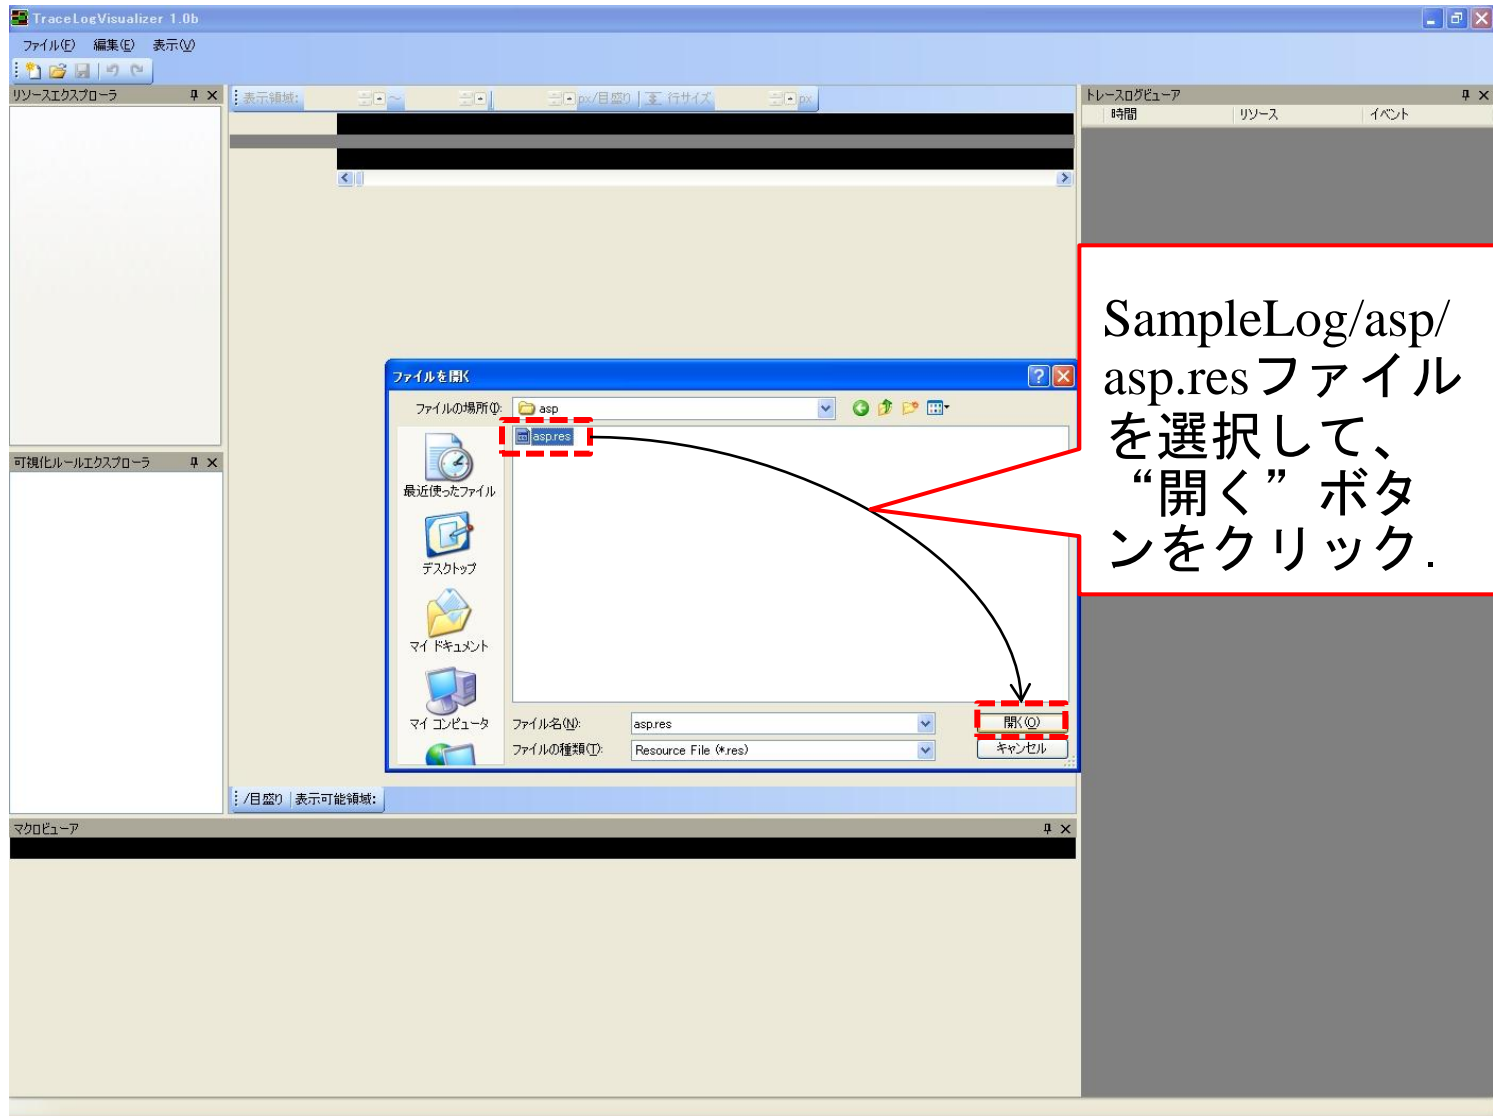 TraceLogVisualizer 1.0b
ファイル(F) 編集(E) 表示(V)
リソースエクスプローラ
表示領域: ～ px/目盛り 行サイズ px
トレースログビューア
時間 リソース イベント
SampleLog/asp/
asp.resファイル
を選択して、
“開く”ボタ
ンをクリック.
ファイルを開く
ファイルの場所(I): asp
asp.res
最近使ったファイル
デスクトップ
マイ ドキュメント
マイ コンピュータ
ファイル名(N): asp.res 開く(O)
ファイルの種類(T): Resource File (*.res) キャンセル
可視化ルールエクスプローラ
/目盛り 表示可能領域:
マクロビューア